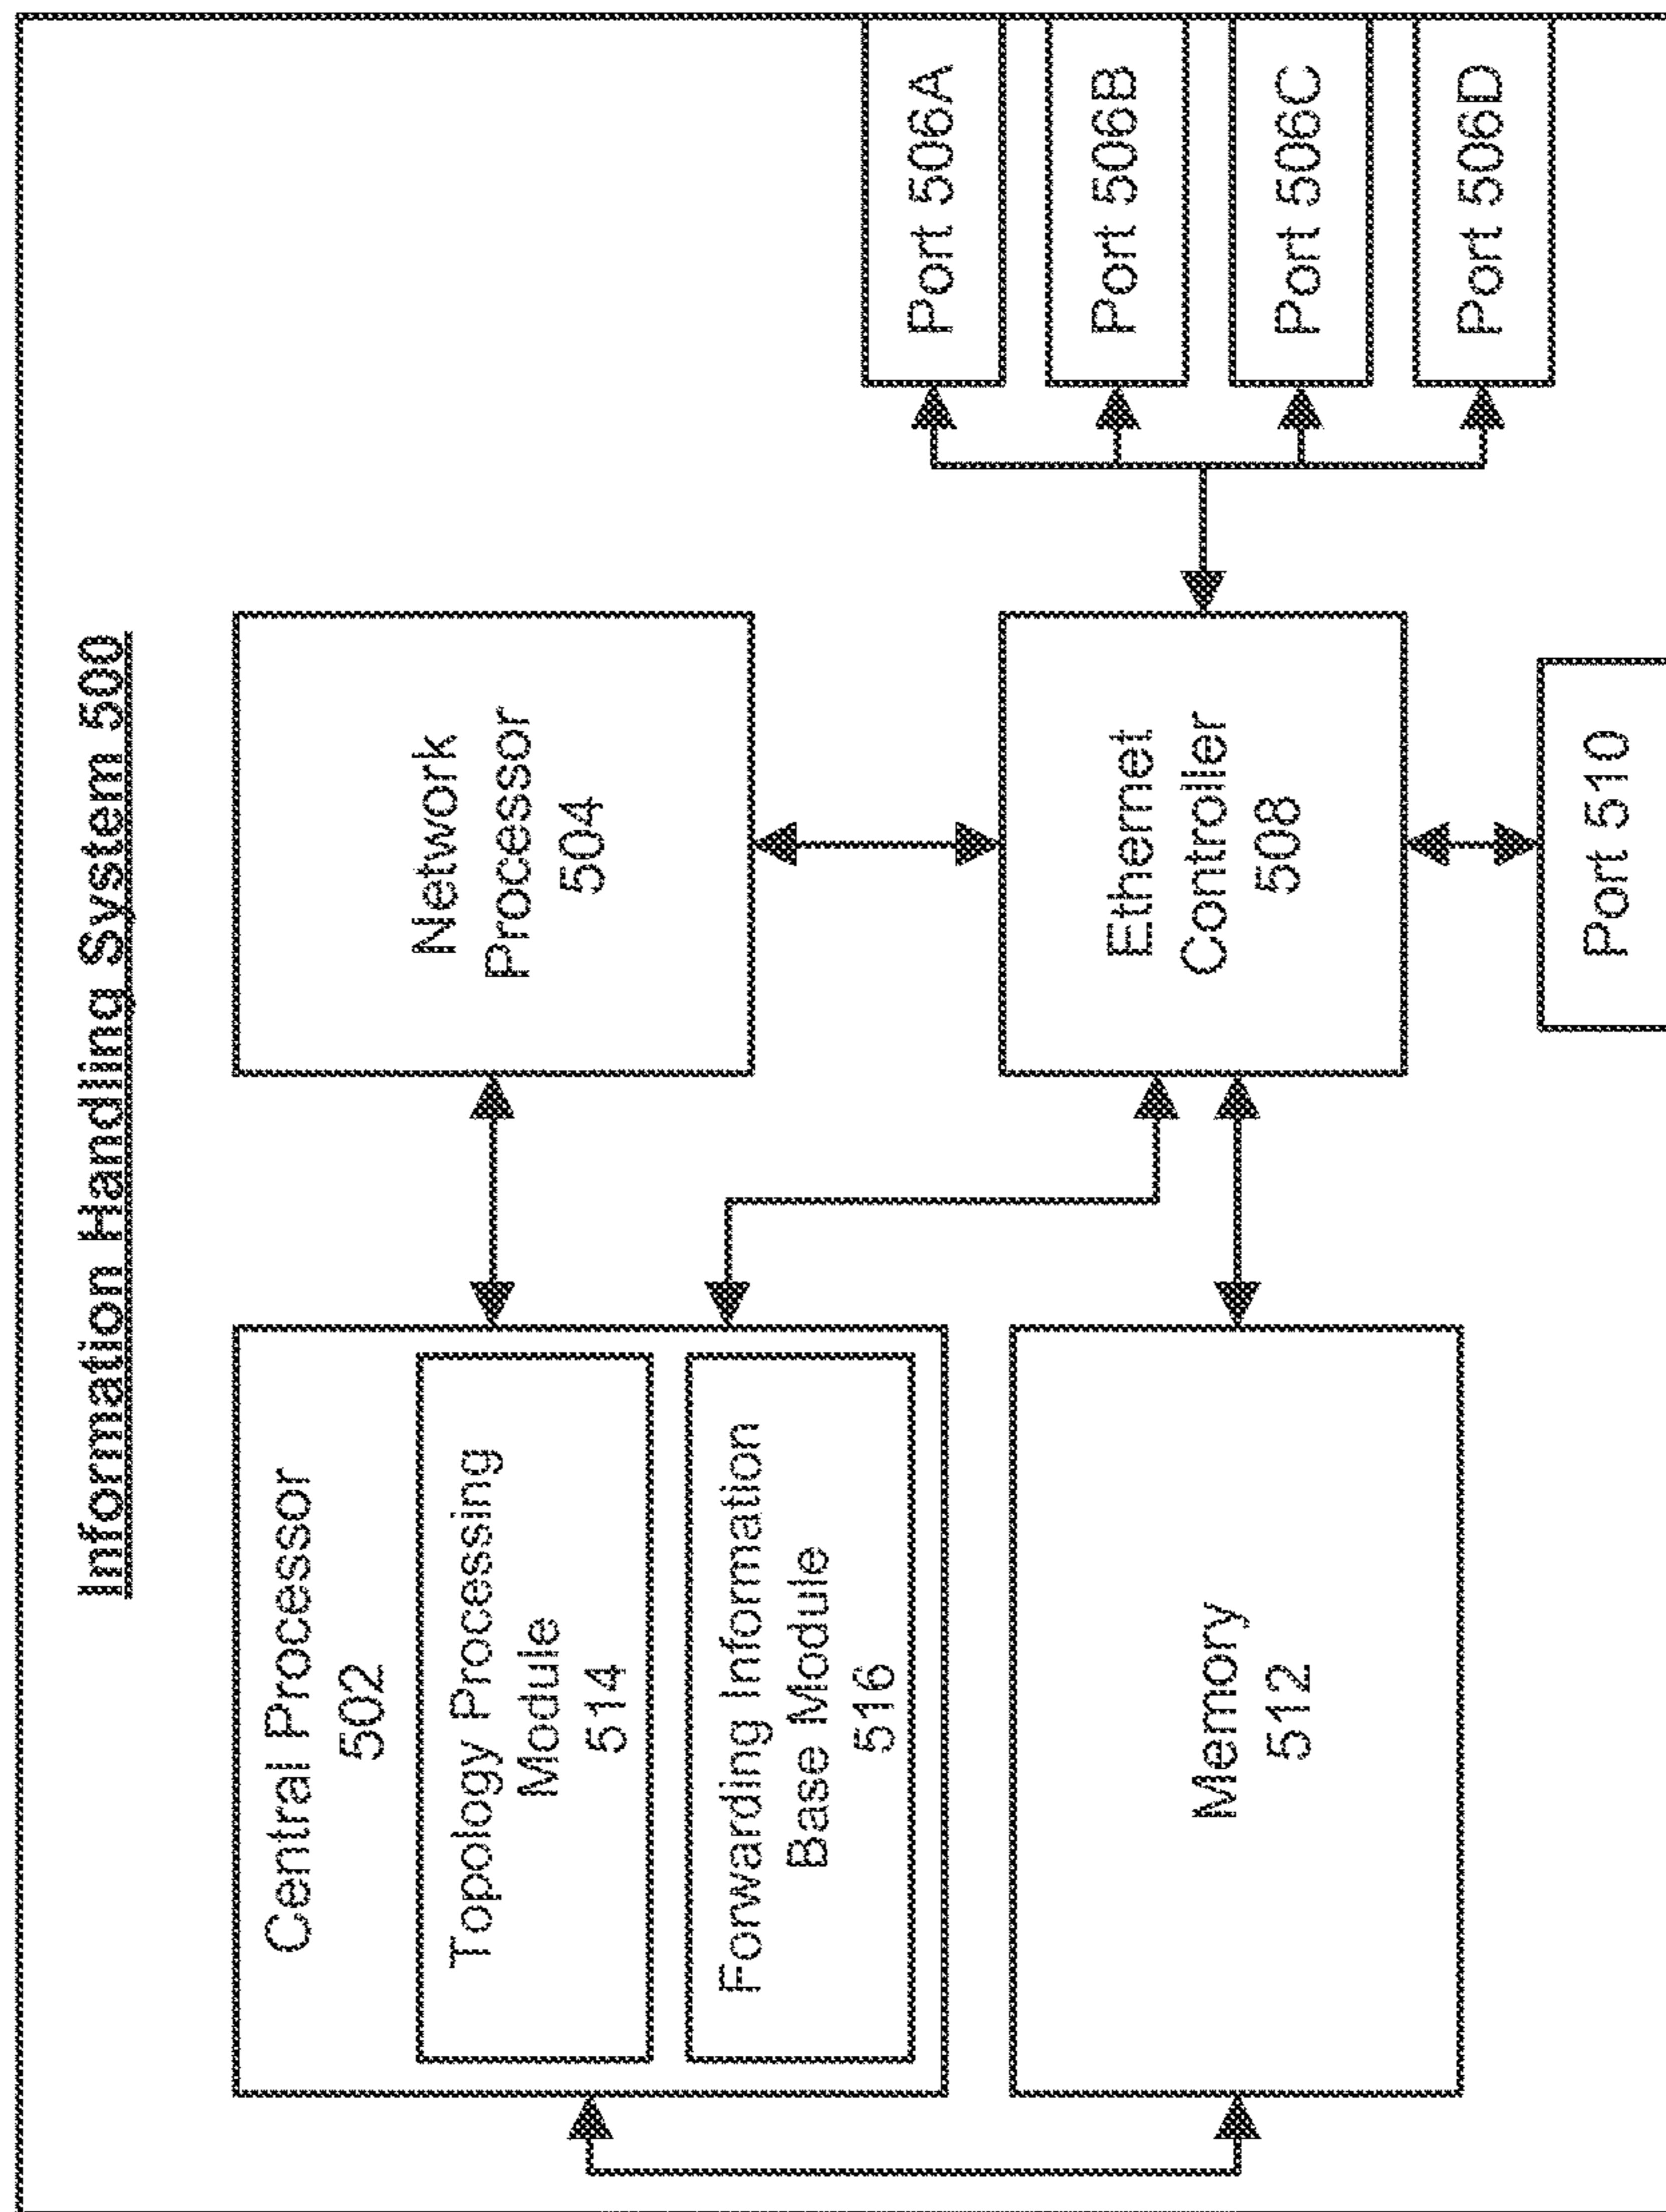 Information Handling System 500
Central Processor
502
Topology Processing
Module
514
Forwarding Information
Base Module
516
Memory
512
Network
Processor
504
Ethernet
Controller
508
Port 510
Port 506A
Port 506B
Port 506C
Port 506D